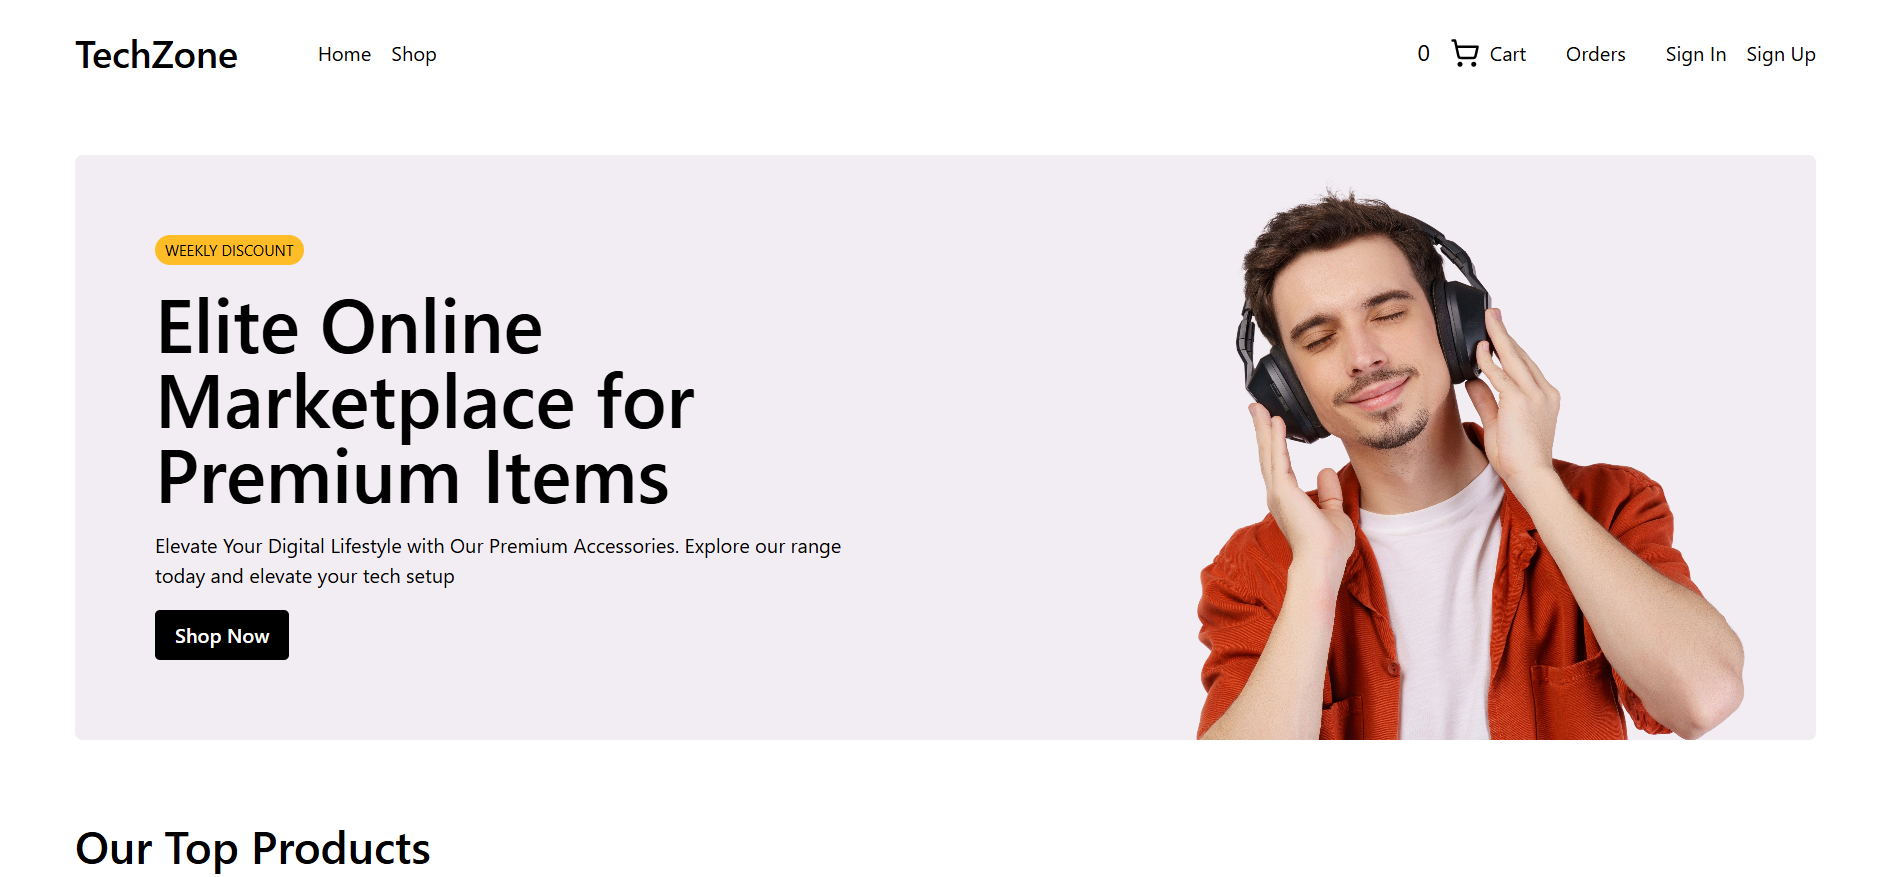 TechZone
Home
Shop
0
Cart
Orders
Sign In
Sign Up
WEEKLY DISCOUNT
Elite Online
Marketplace for
Premium Items
Elevate Your Digital Lifestyle with Our Premium Accessories. Explore our range
today and elevate your tech setup
Shop Now
Our Top Products